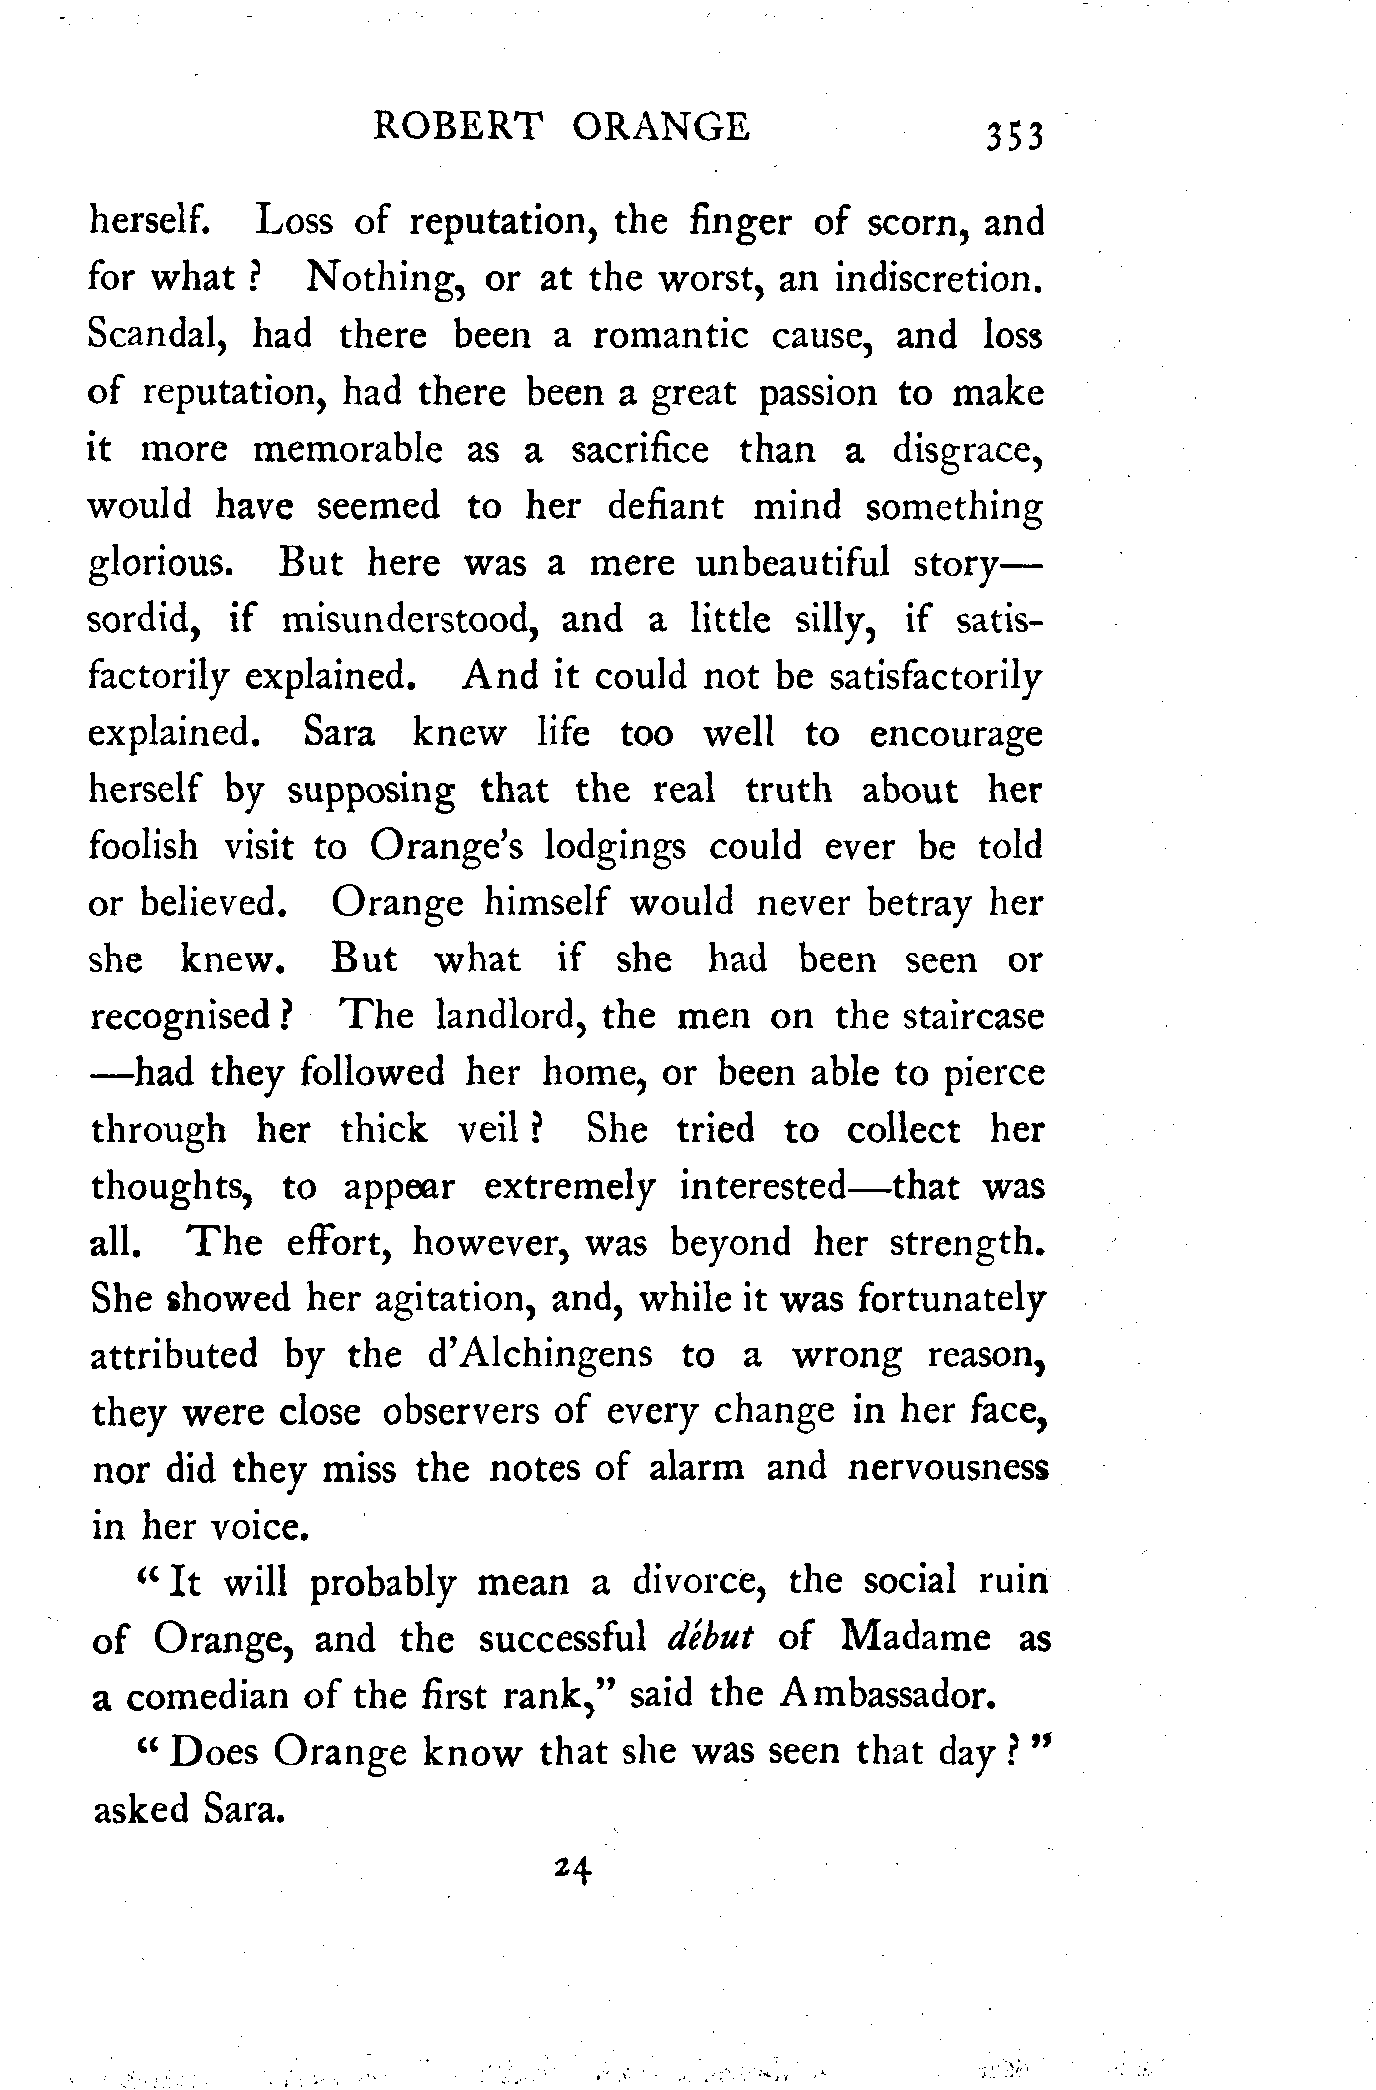 ROBERT ORANGE 353
herself. Loss of reputation, the finger of scorn, and
for what ? Nothing, or at the worst, an indiscretion.
Scandal, had there been a romantic cause, and loss
of reputation, had there been a great passion to make
it more memorable as a sacrifice than a disgrace,
would have seemed to her defiant mind something
glorious. But here was a mere unbeautiful story—
sordid, if misunderstood, and a little silly, if satis-
factorily explained. And it could not be satisfactorily
explained. Sara knew life too well to encourage
herself by supposing that the real truth about her
foolish visit to Orange's lodgings could ever be told
or believed. Orange himself would never betray her
she knew. But what if she had been seen or
recognised ? The landlord, the men on the staircase
—had they followed her home, or been able to pierce
through her thick veil ? She tried to collect her
thoughts, to appear extremely interested—that was
all. The effort, however, was beyond her strength.
She showed her agitation, and, while it was fortunately
attributed by the d'Alchingens to a wrong reason,
they were close observers of every change in her face,
nor did they miss the notes of alarm and nervousness
in her voice.
“ It will probably mean a divorce, the social ruin
of Orange, and the successful début of Madame as
a comedian of the first rank,” said the Ambassador.
“ Does Orange know that she was seen that day ? ”
asked Sara.
24